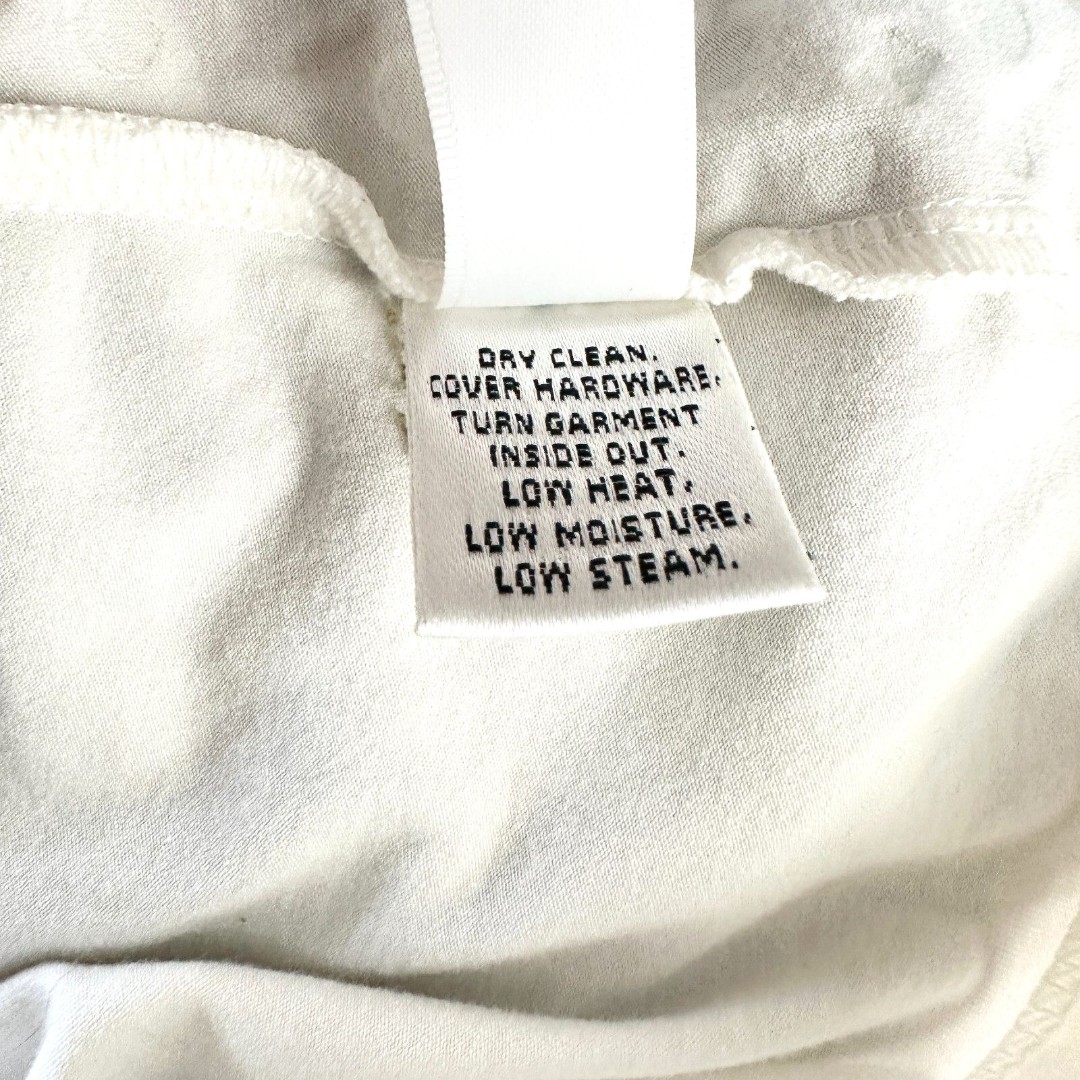 DRY CLEAN.
COVER HARDWARE.
TURN GARMENT
INSIDE OUT.
LOW HEAT.
LOW MOISTURE.
LOW STEAM.